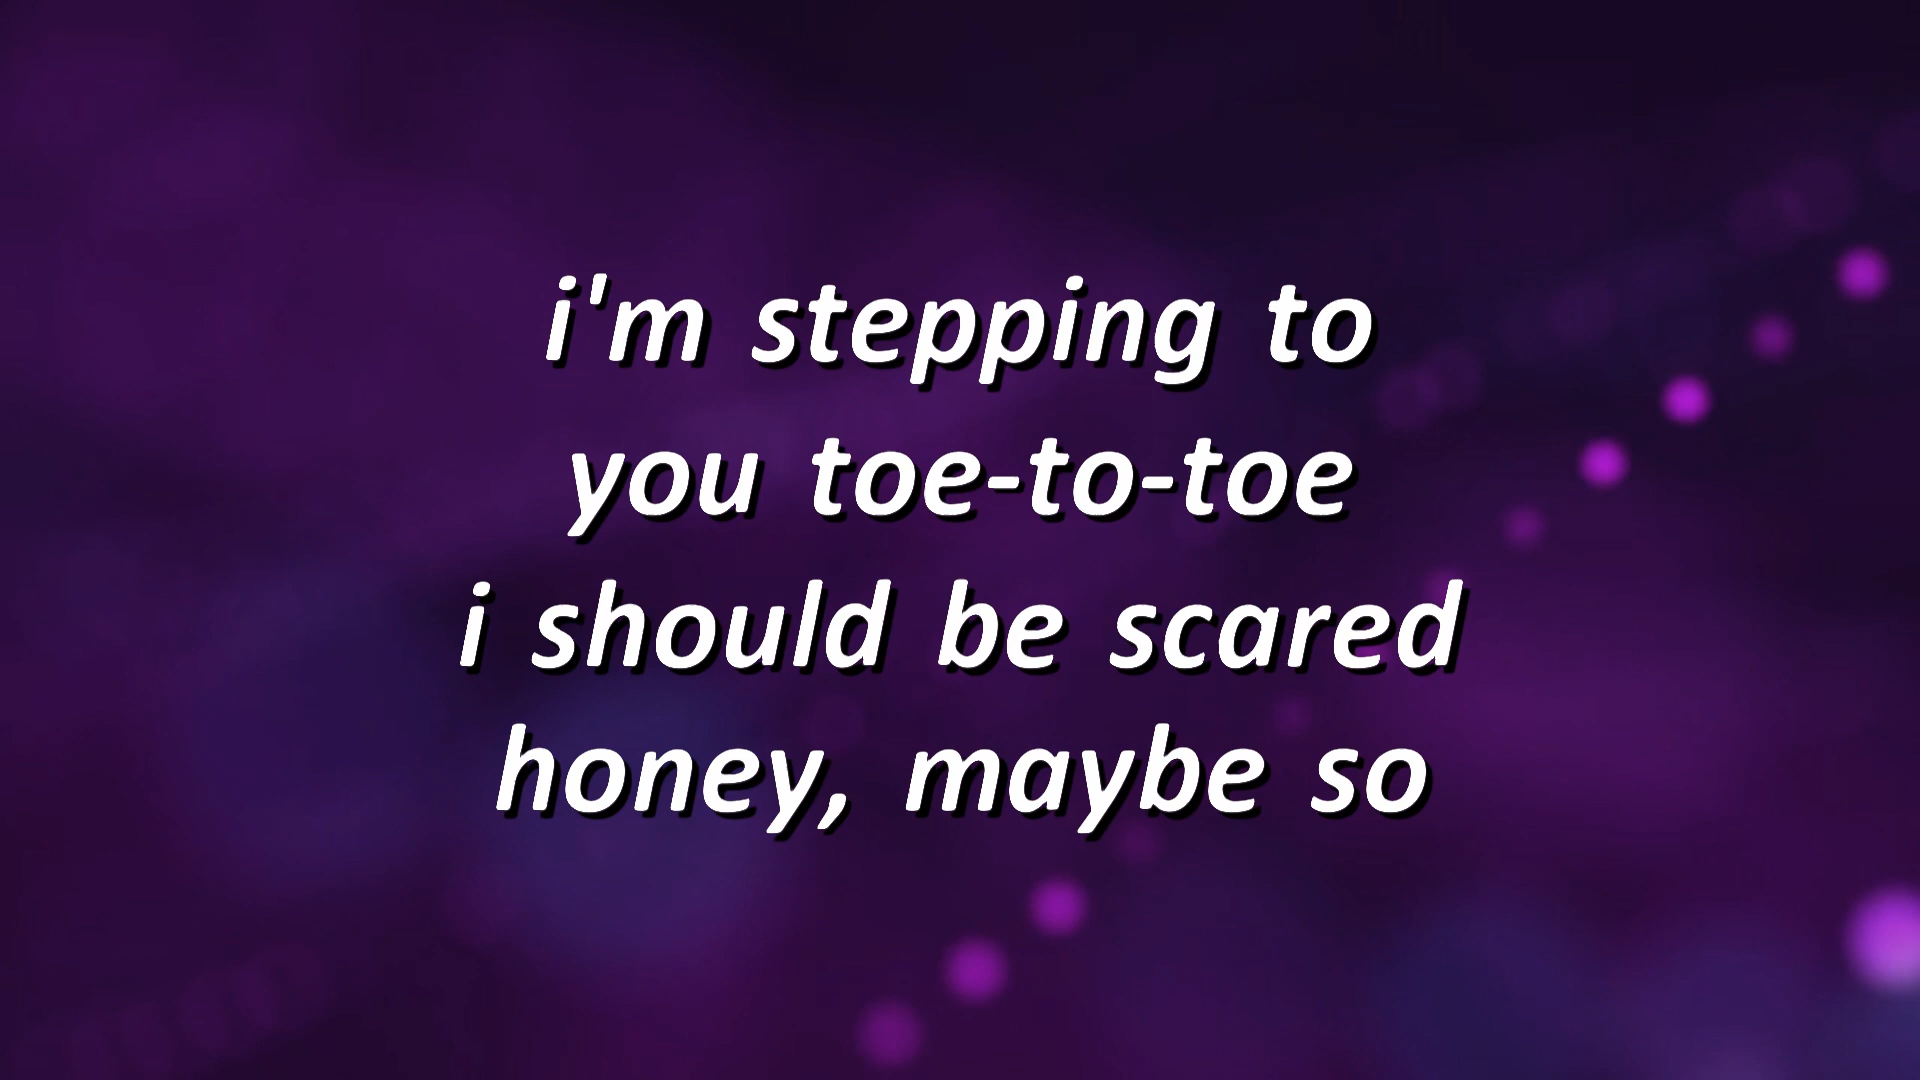 i'm stepping to
you toe-to-toe
i should be scared
honey, maybe so